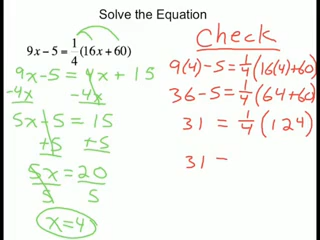 Solve the Equation
9x − 5 = 1/4 (16x + 60)
9x − 5 = 4x + 15
−4x −4x
5x − 5 = 15
+5 +5
5x = 20
5 5
x = 4
Check
9(4) − 5 = 1/4 (16(4) + 60)
36 − 5 = 1/4 (64 + 60)
31 = 1/4 (124)
31 =